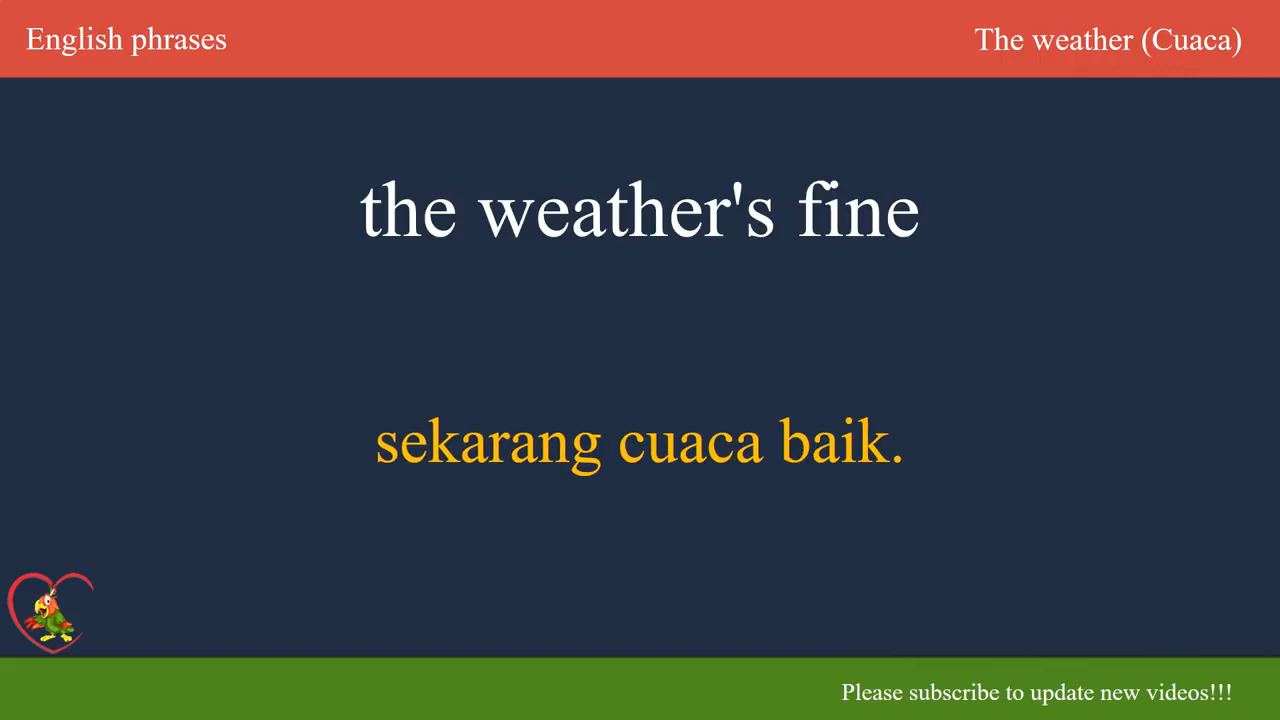 English phrases
The weather (Cuaca)
the weather's fine
sekarang cuaca baik.
Please subscribe to update new videos!!!